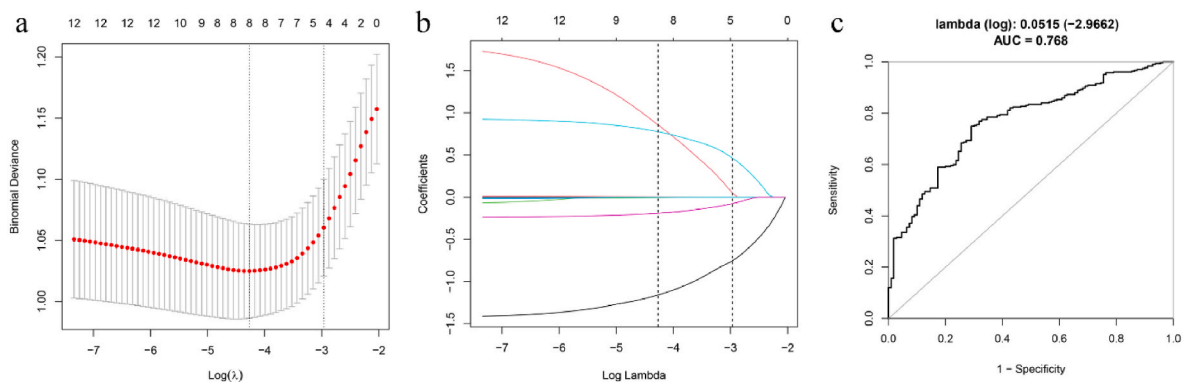 a
12 12 12 10 9 8 8 8 7 7 5 4 4 2 0
Binomial Deviance
1.20
1.15
1.10
1.05
1.00
−7 −6 −5 −4 −3 −2
Log(λ)
b
12 12 9 8 5 0
Coefficients
1.5
1.0
0.5
0.0
−0.5
−1.0
−1.5
−7 −6 −5 −4 −3 −2
Log Lambda
c
lambda (log): 0.0515 (−2.9662)
AUC = 0.768
Sensitivity
1.0
0.8
0.6
0.4
0.2
0.0
0.0 0.2 0.4 0.6 0.8 1.0
1 − Specificity